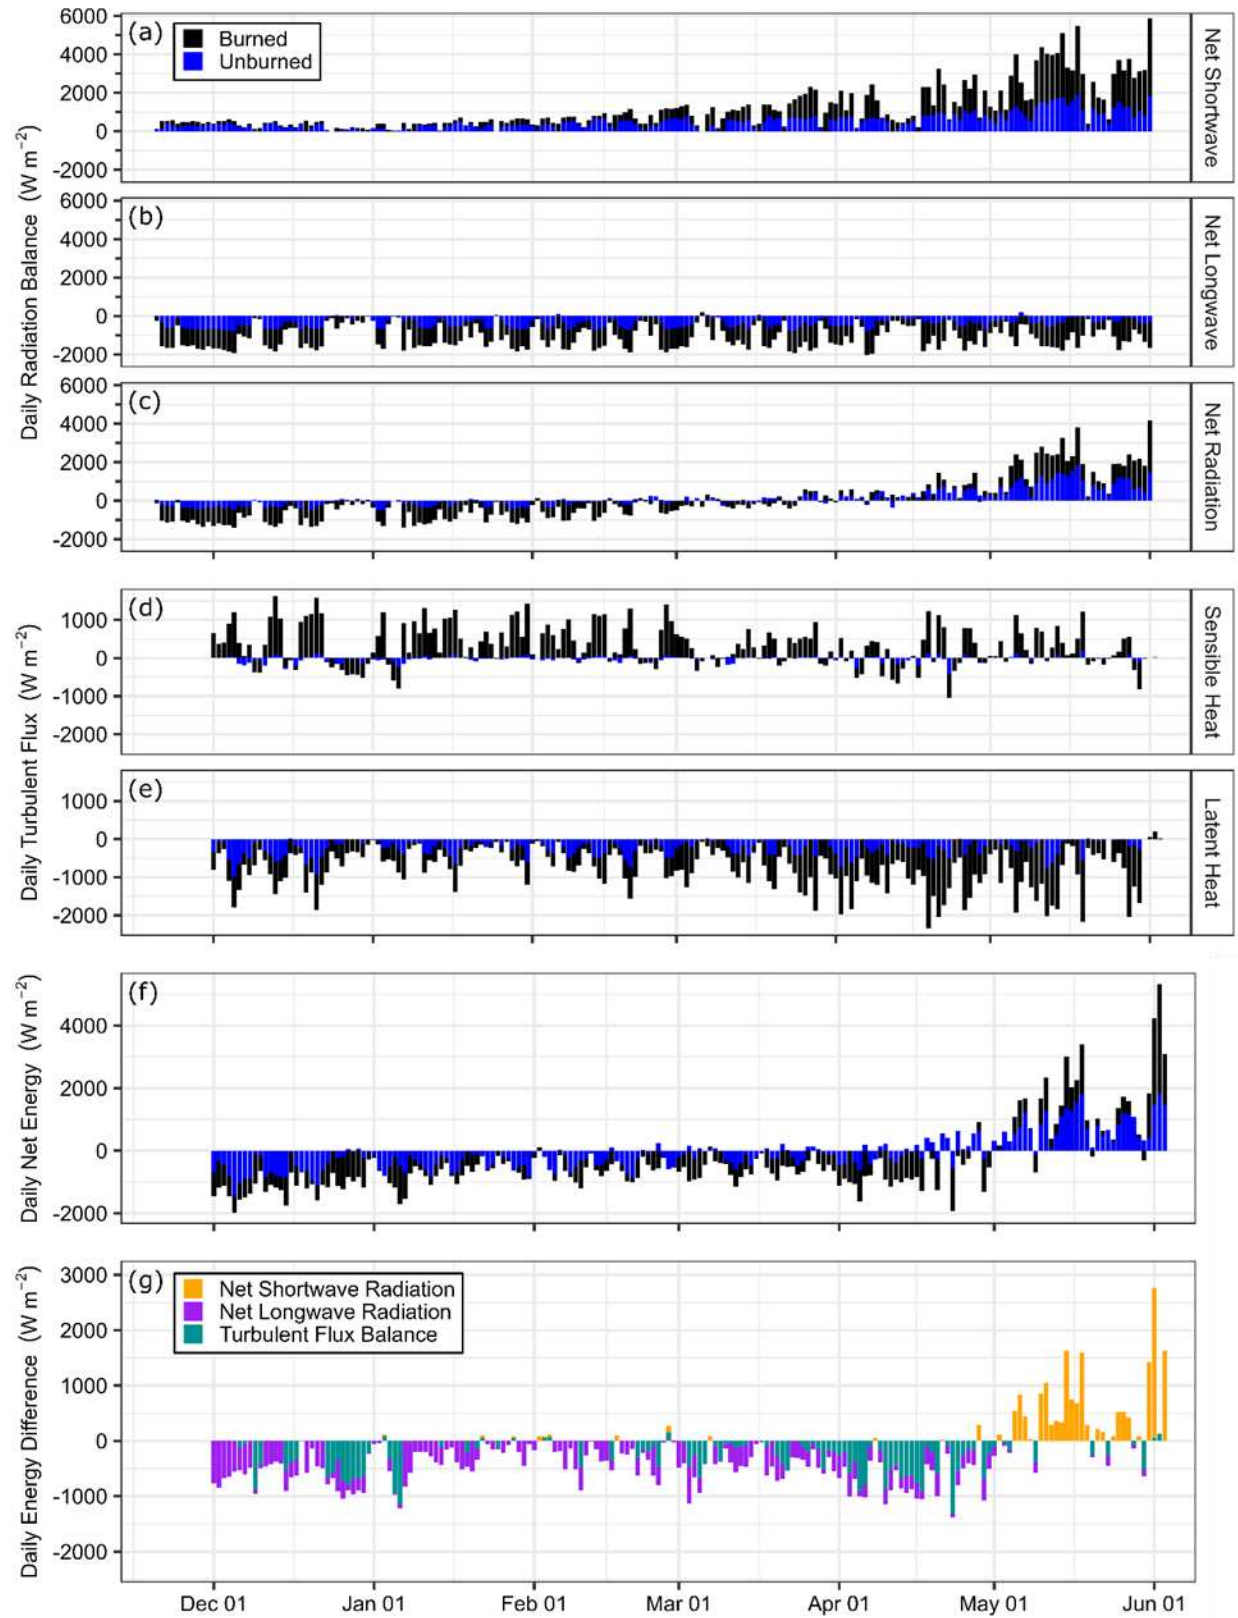 Daily Radiation Balance (W m⁻²)
(a)
Burned
Unburned
6000
4000
2000
0
-2000
Net Shortwave
(b)
6000
4000
2000
0
-2000
Net Longwave
(c)
6000
4000
2000
0
-2000
Net Radiation
Daily Turbulent Flux (W m⁻²)
(d)
1000
0
-1000
-2000
Sensible Heat
(e)
1000
0
-1000
-2000
Latent Heat
Daily Net Energy (W m⁻²)
(f)
4000
2000
0
-2000
Daily Energy Difference (W m⁻²)
(g)
Net Shortwave Radiation
Net Longwave Radiation
Turbulent Flux Balance
3000
2000
1000
0
-1000
-2000
Dec 01 Jan 01 Feb 01 Mar 01 Apr 01 May 01 Jun 01